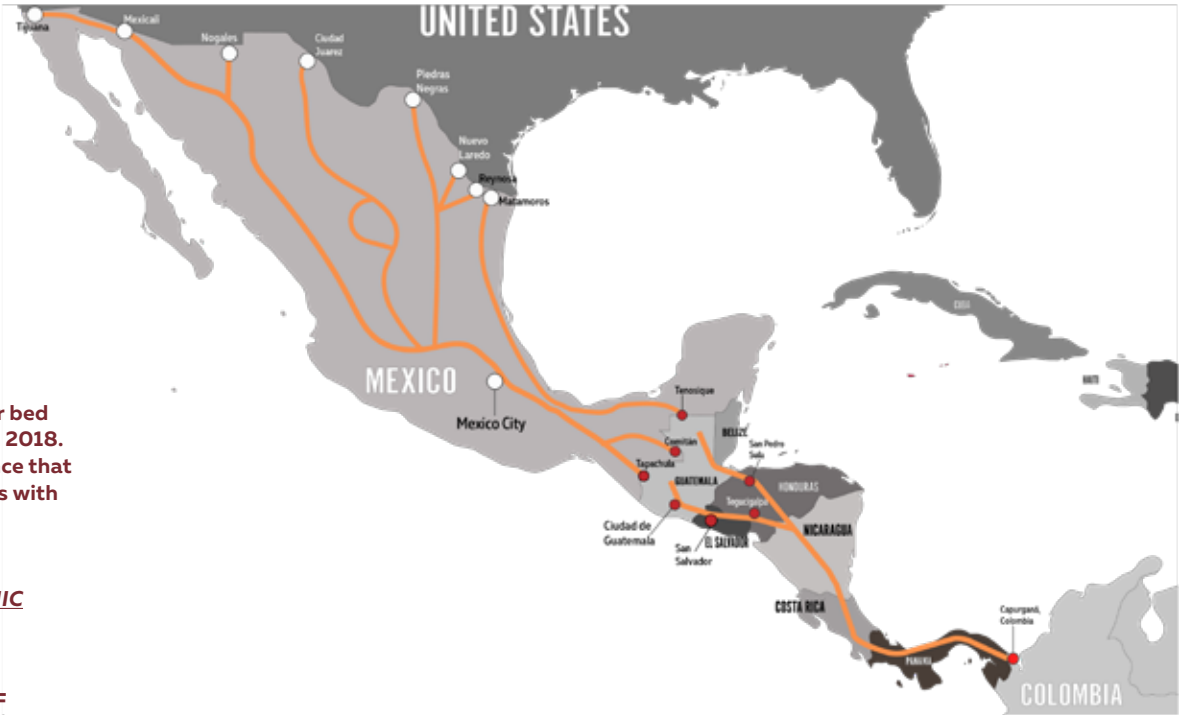 UNITED STATES
Tijuana
Mexicali
Nogales
Ciudad
Juarez
Piedras
Negras
Nuevo
Laredo
Reynosa
Matamoros
CUBA
HAITI
MEXICO
Mexico City
r bed
2018.
ce that
s with
IIC
F
Tenosique
BELIZE
Comitán
San Pedro
Sula
Tapachula
GUATEMALA
HONDURAS
Tegucigalpa
Ciudad de
Guatemala
NICARAGUA
San
Salvador
EL SALVADOR
COSTA RICA
Capurganá,
Colombia
PANAMA
COLOMBIA